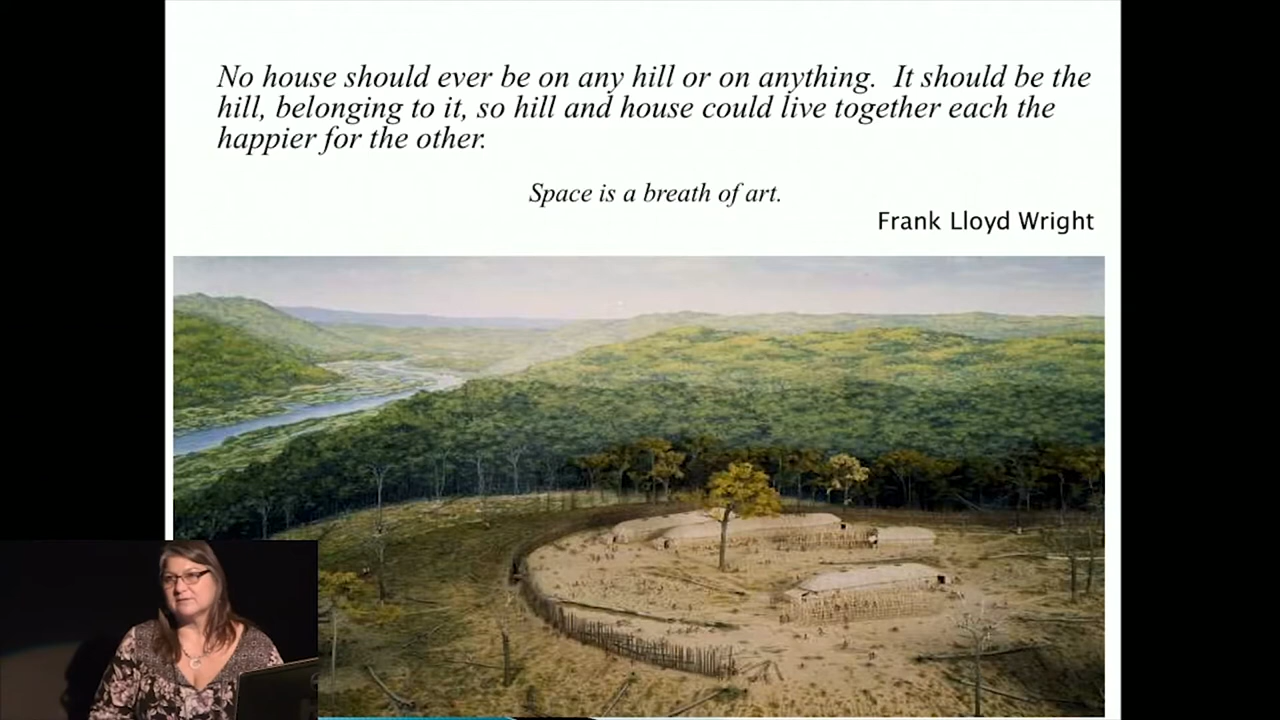 No house should ever be on any hill or on anything.  It should be the
hill, belonging to it, so hill and house could live together each the
happier for the other.
Space is a breath of art.
Frank Lloyd Wright